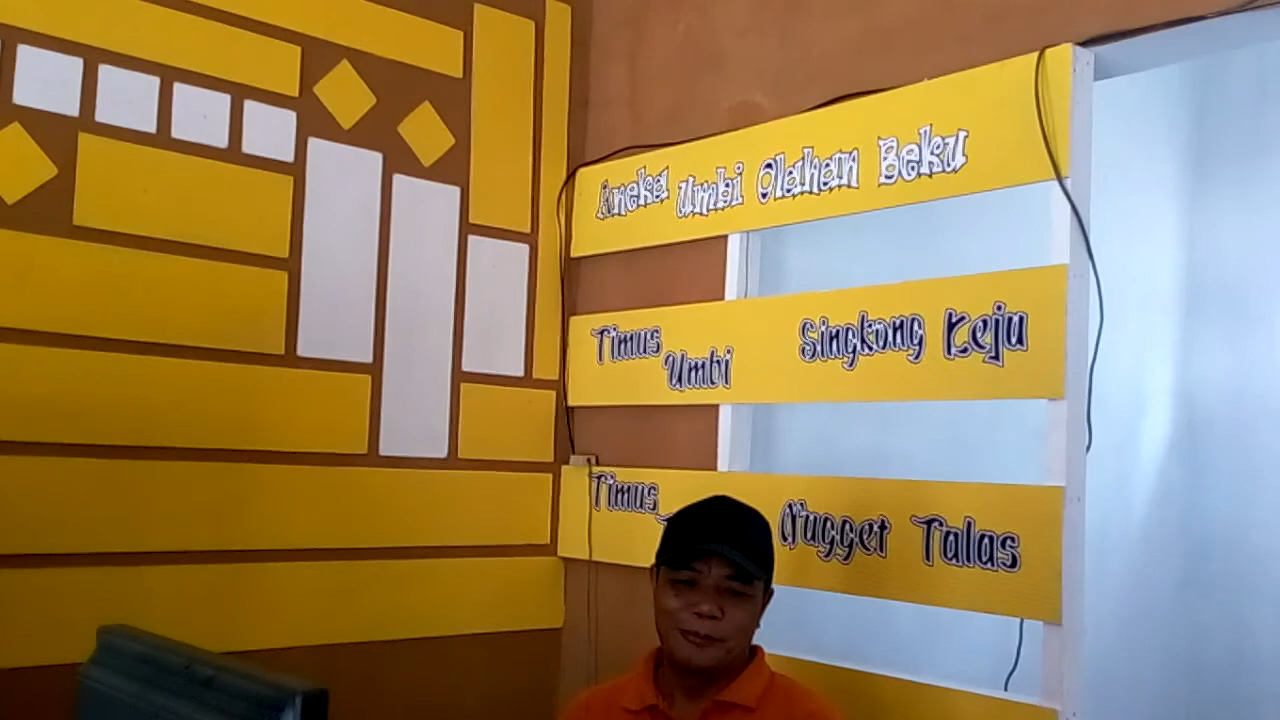 Aneka Umbi Olahan Beku
Timus Umbi Singkong Keju
Timus Nugget Talas